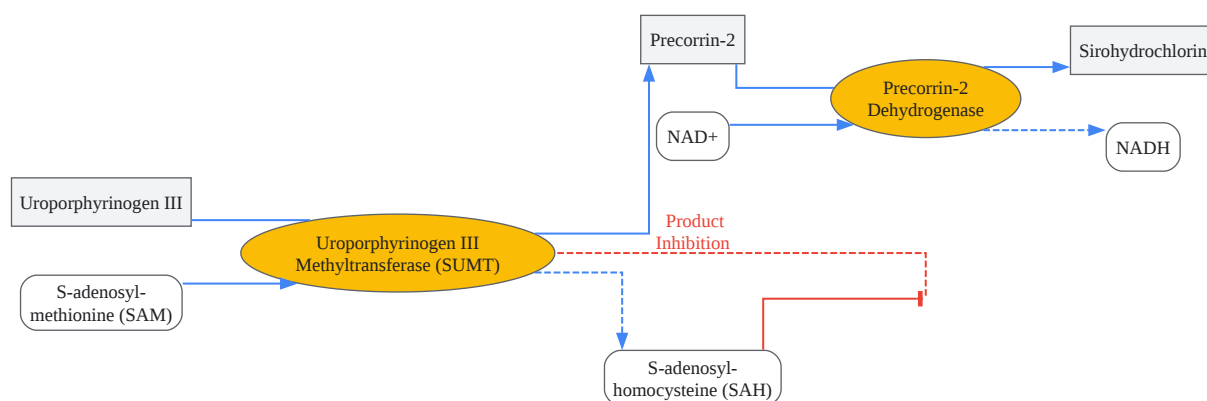 Precorrin-2
Sirohydrochlorin
Precorrin-2
Dehydrogenase
NAD+
NADH
Uroporphyrinogen III
Product
Inhibition
Uroporphyrinogen III
Methyltransferase (SUMT)
S-adenosyl-
methionine (SAM)
S-adenosyl-
homocysteine (SAH)